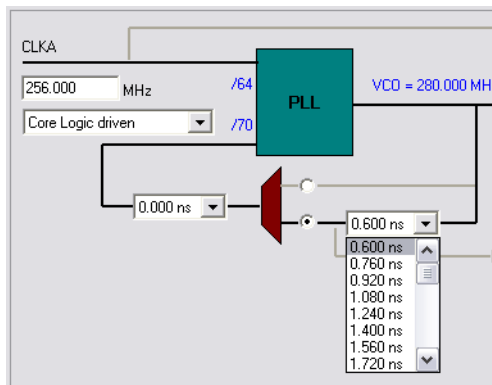 CLKA
256.000 MHz
Core Logic driven
/64
/70
PLL
VCO = 280.000 MH
0.000 ns
0.600 ns
0.600 ns
0.760 ns
0.920 ns
1.080 ns
1.240 ns
1.400 ns
1.560 ns
1.720 ns